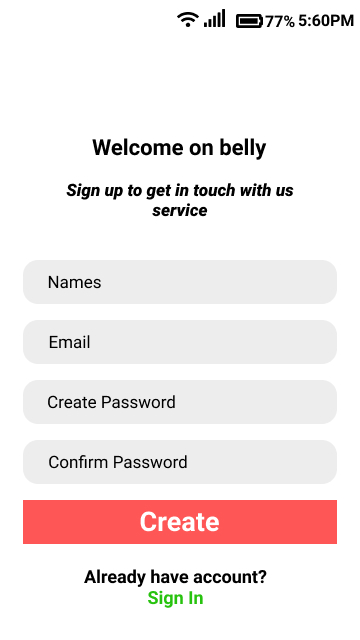 77% 5:60PM
Welcome on belly
Sign up to get in touch with us
service
Names
Email
Create Password
Confirm Password
Create
Already have account?
Sign In